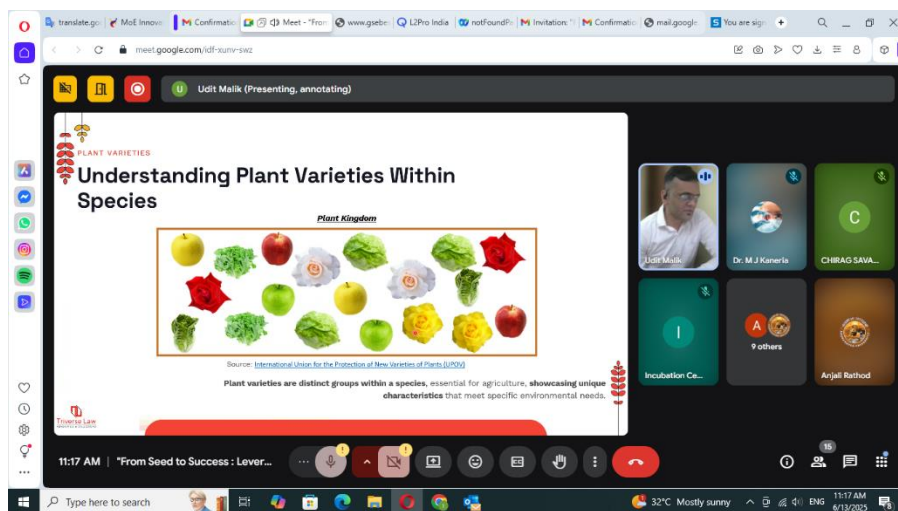 translate.go
MoE Innove
Confirmatio
Meet - "From
www.gsebe
L2Pro India
notFoundPa
Invitation: "
Confirmatio
mail.google
You are sign
meet.google.com/idf-xunv-swz
Udit Malik (Presenting, annotating)
PLANT VARIETIES
Understanding Plant Varieties Within
Species
Plant Kingdom
Source: International Union for the Protection of New Varieties of Plants (UPOV)
Plant varieties are distinct groups within a species, essential for agriculture, showcasing unique
characteristics that meet specific environmental needs.
Triverse Law
Udit Malik
Dr. M J Kaneria
C
CHIRAG SAVA...
I
Incubation Ce...
A
9 others
Anjali Rathod
11:17 AM | "From Seed to Success : Lever...
15
Type here to search
32°C Mostly sunny
ENG
11:17 AM
6/13/2025